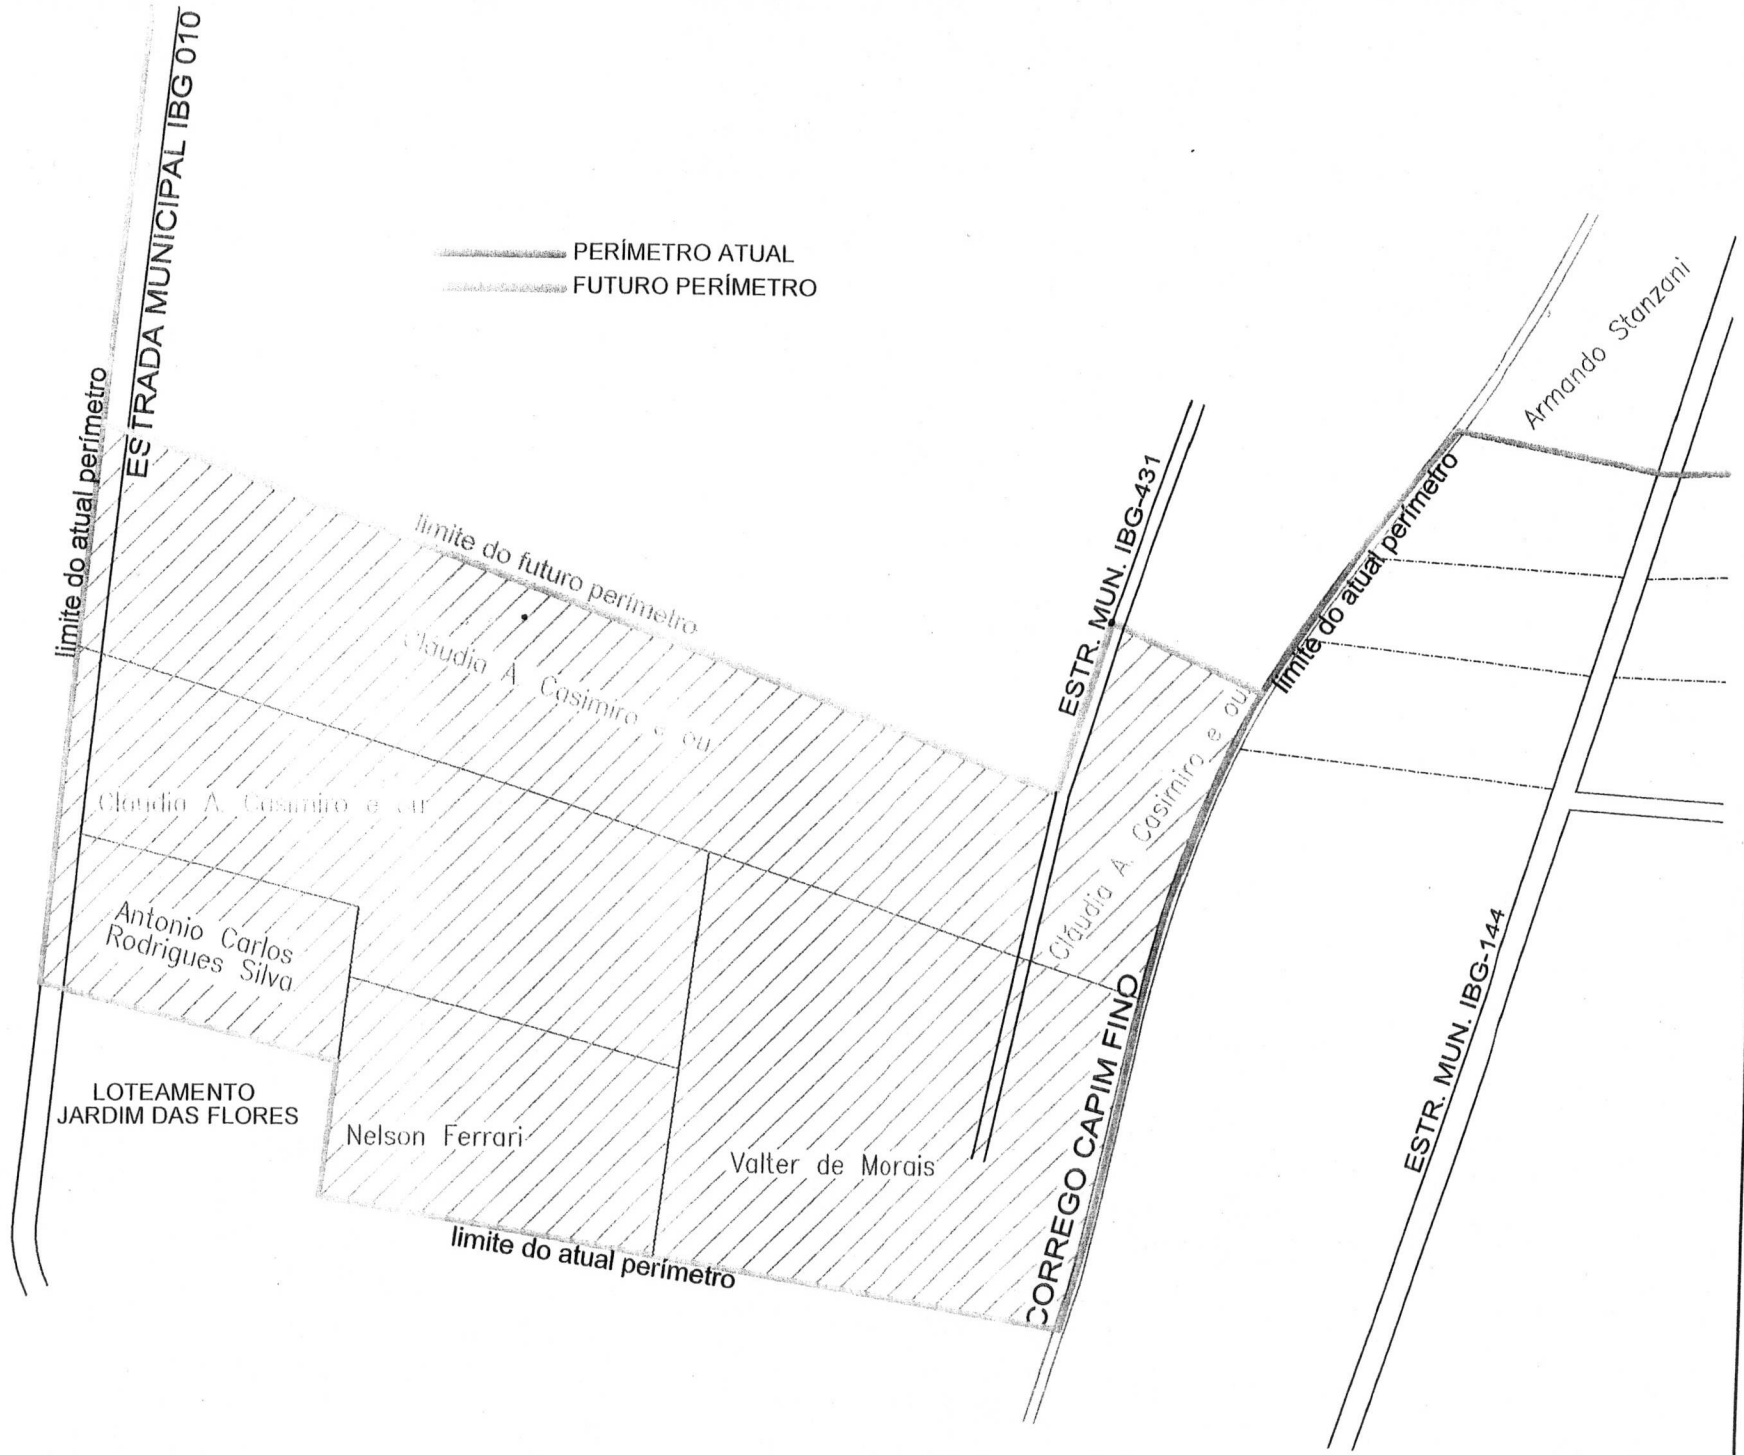 ESTRADA MUNICIPAL IBG 010
PERÍMETRO ATUAL
FUTURO PERÍMETRO
Armando Stanzani
limite do atual perímetro
limite do futuro perímetro
ESTR. MUN. IBG-431
limite do atual perímetro
Claudia A. Casimiro e ou
Claudia A. Casimiro e ou
Cláudia A. Casimiro e ou
Antonio Carlos
Rodrigues Silva
ESTR. MUN. IBG-144
CORREGO CAPIM FINO
LOTEAMENTO
JARDIM DAS FLORES
Nelson Ferrari
Valter de Morais
limite do atual perímetro